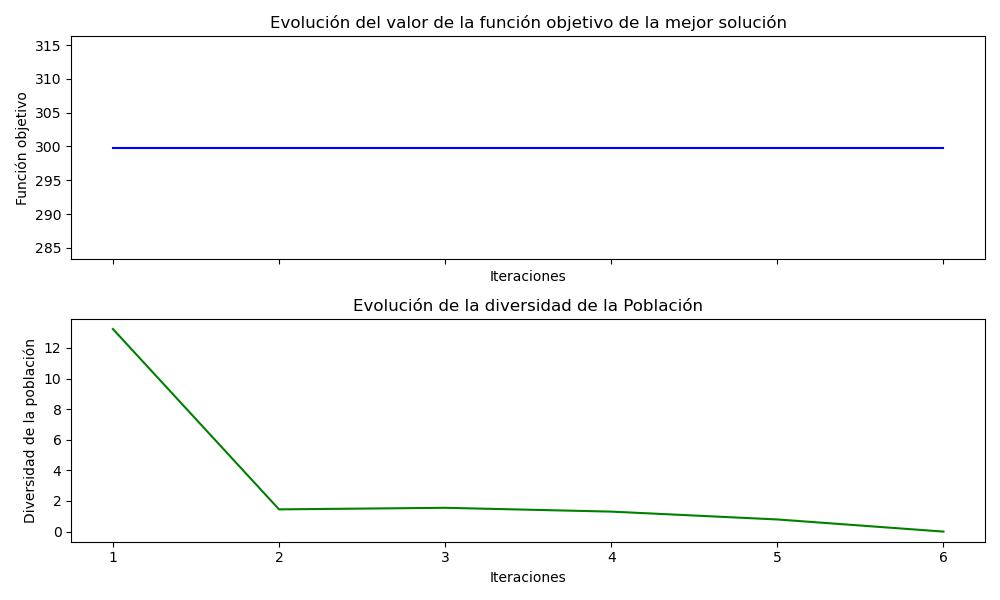 Evolución del valor de la función objetivo de la mejor solución
Función objetivo
315
310
305
300
295
290
285
Iteraciones
Evolución de la diversidad de la Población
Diversidad de la población
12
10
8
6
4
2
0
1 2 3 4 5 6
Iteraciones